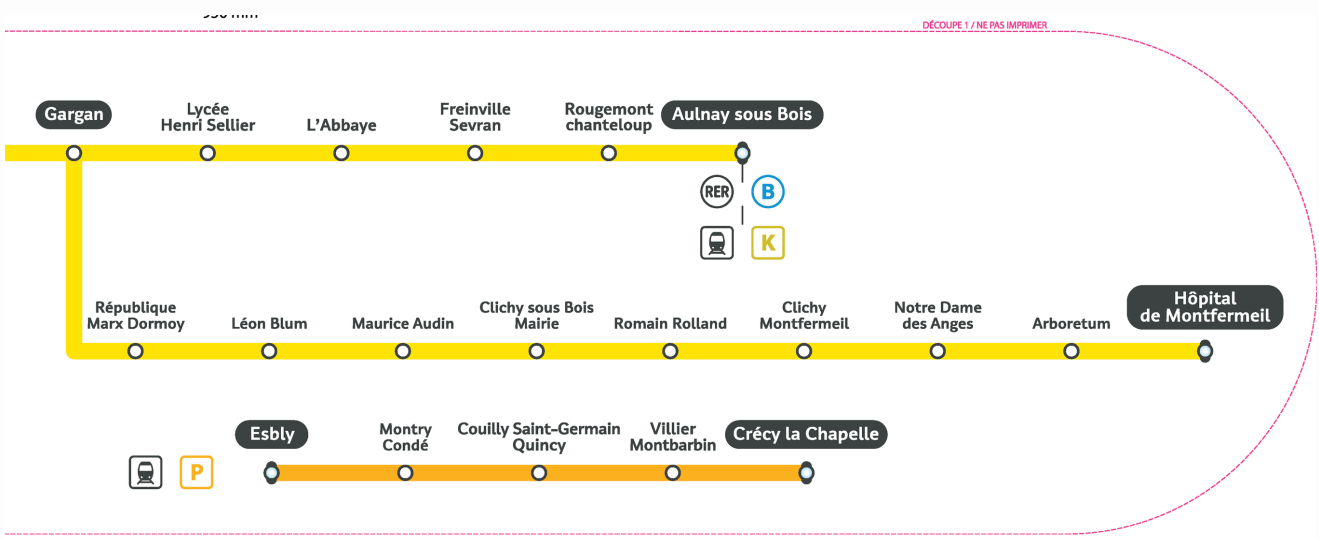 950 mm
DÉCOUPE 1 / NE PAS IMPRIMER
Gargan
Lycée
Henri Sellier
L'Abbaye
Freinville
Sevran
Rougemont
chanteloup
Aulnay sous Bois
RER B
K
République
Marx Dormoy
Léon Blum
Maurice Audin
Clichy sous Bois
Mairie
Romain Rolland
Clichy
Montfermeil
Notre Dame
des Anges
Arboretum
Hôpital
de Montfermeil
P
Esbly
Montry
Condé
Couilly Saint-Germain
Quincy
Villier
Montbarbin
Crécy la Chapelle